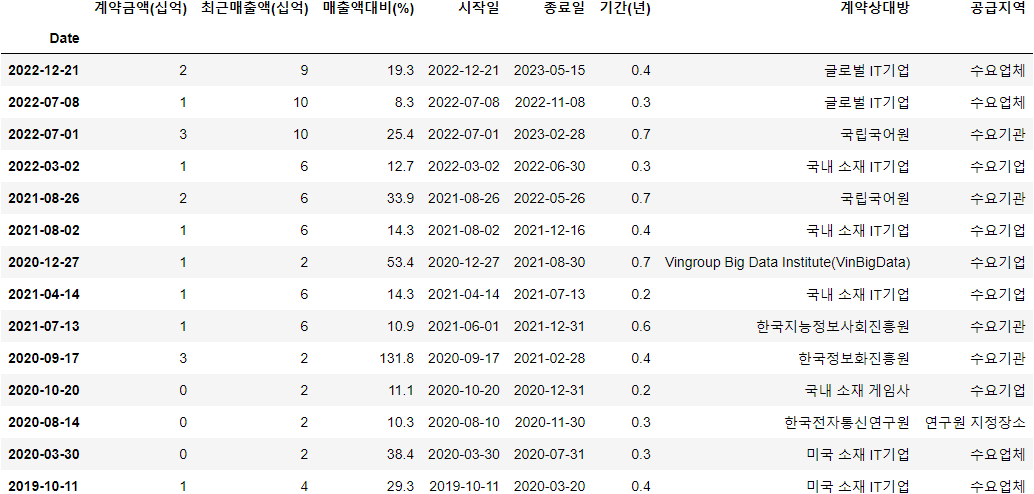 계약금액(십억) 최근매출액(십억) 매출액대비(%) 시작일 종료일 기간(년) 계약상대방 공급지역
Date
2022-12-21 2 9 19.3 2022-12-21 2023-05-15 0.4 글로벌 IT기업 수요업체
2022-07-08 1 10 8.3 2022-07-08 2022-11-08 0.3 글로벌 IT기업 수요업체
2022-07-01 3 10 25.4 2022-07-01 2023-02-28 0.7 국립국어원 수요기관
2022-03-02 1 6 12.7 2022-03-02 2022-06-30 0.3 국내 소재 IT기업 수요기업
2021-08-26 2 6 33.9 2021-08-26 2022-05-26 0.7 국립국어원 수요기관
2021-08-02 1 6 14.3 2021-08-02 2021-12-16 0.4 국내 소재 IT기업 수요기업
2020-12-27 1 2 53.4 2020-12-27 2021-08-30 0.7 Vingroup Big Data Institute(VinBigData) 수요기업
2021-04-14 1 6 14.3 2021-04-14 2021-07-13 0.2 국내 소재 IT기업 수요기업
2021-07-13 1 6 10.9 2021-06-01 2021-12-31 0.6 한국지능정보사회진흥원 수요기관
2020-09-17 3 2 131.8 2020-09-17 2021-02-28 0.4 한국정보화진흥원 수요기관
2020-10-20 0 2 11.1 2020-10-20 2020-12-31 0.2 국내 소재 게임사 수요기업
2020-08-14 0 2 10.3 2020-08-10 2020-11-30 0.3 한국전자통신연구원 연구원 지정장소
2020-03-30 0 2 38.4 2020-03-30 2020-07-31 0.3 미국 소재 IT기업 수요업체
2019-10-11 1 4 29.3 2019-10-11 2020-03-20 0.4 미국 소재 IT기업 수요업체